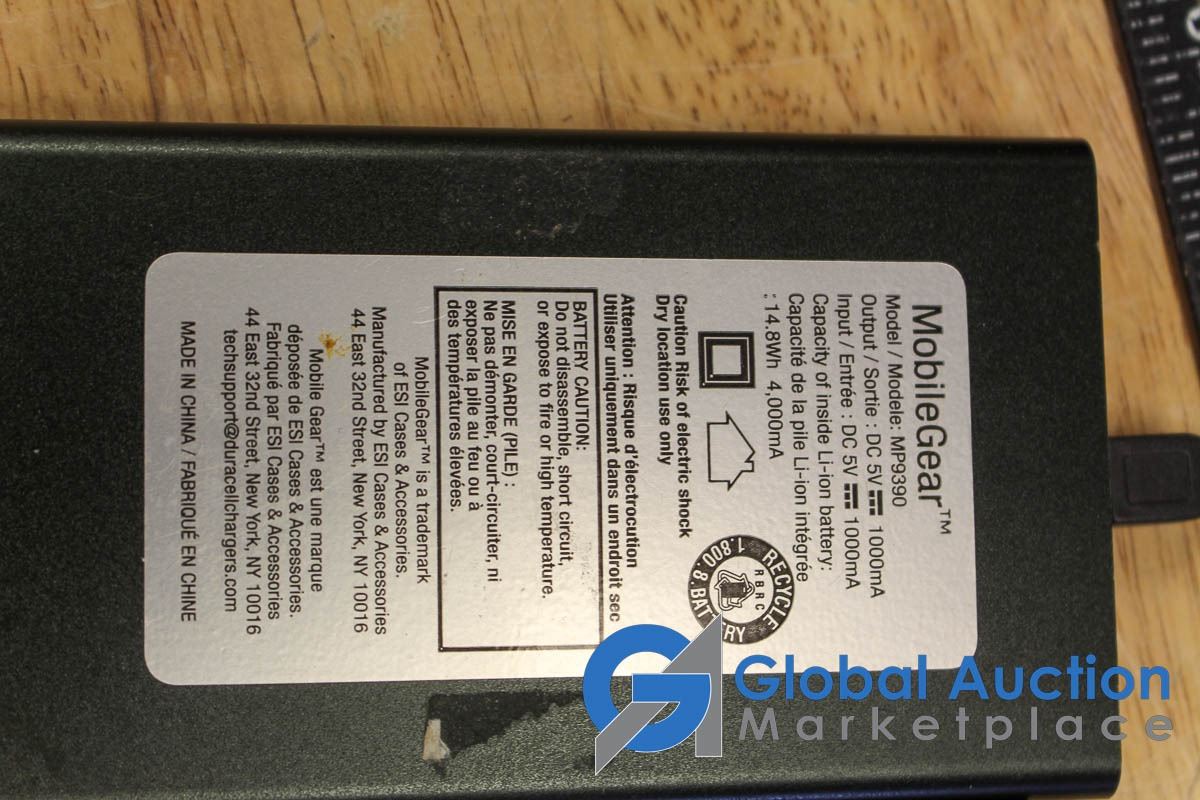 MobileGear™
Model / Modele: MP9390
Output / Sortie : DC 5V 1000mA
Input / Entrée : DC 5V 1000mA
Capacity of inside Li-ion battery:
Capacité de la pile Li-ion intégrée
: 14.8Wh 4,000mA
RECYCLE
RBRC
1.800.8.BATTERY
Caution Risk of electric shock
Dry location use only
Attention : Risque d'électrocution
Utiliser uniquement dans un endroit sec
BATTERY CAUTION:
Do not disassemble, short circuit,
or expose to fire or high temperature.
MISE EN GARDE (PILE) :
Ne pas démonter, court-circuiter, ni
exposer la pile au feu ou à
des températures élevées.
MobileGear™ is a trademark
of ESI Cases & Accessories.
Manufactured by ESI Cases & Accessories
44 East 32nd Street, New York, NY 10016
Mobile Gear™ est une marque
déposée de ESI Cases & Accessories.
Fabriqué par ESI Cases & Accessories
44 East 32nd Street, New York, NY 10016
techsupport@duracellchargers.com
MADE IN CHINA / FABRIQUÉ EN CHINE
Global Auction
Marketplace